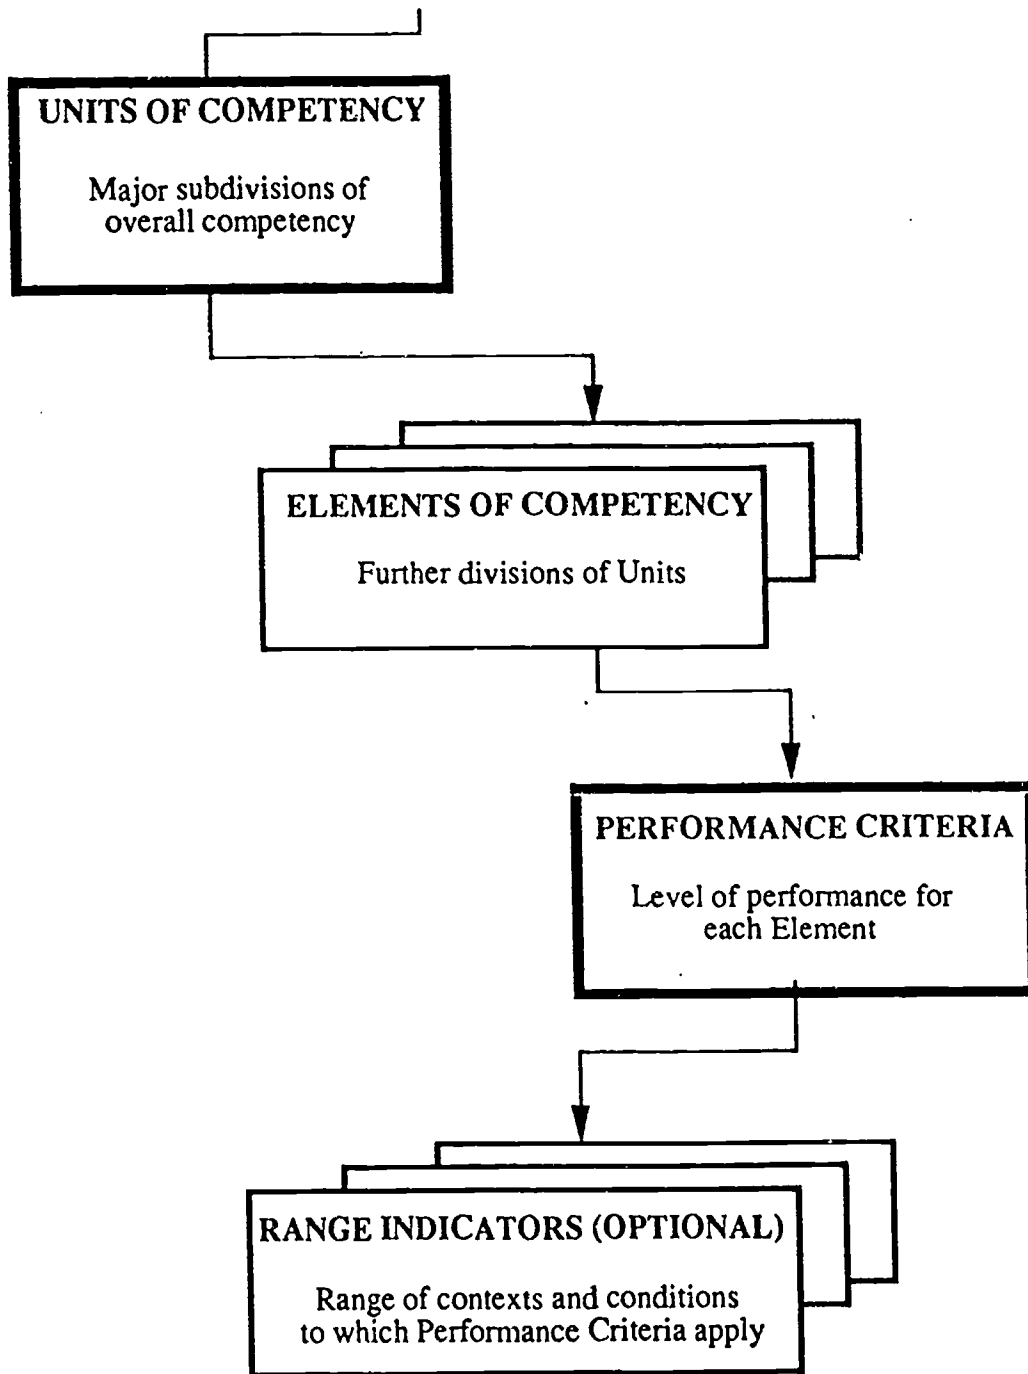 UNITS OF COMPETENCY
Major subdivisions of
overall competency
ELEMENTS OF COMPETENCY
Further divisions of Units
PERFORMANCE CRITERIA
Level of performance for
each Element
RANGE INDICATORS (OPTIONAL)
Range of contexts and conditions
to which Performance Criteria apply